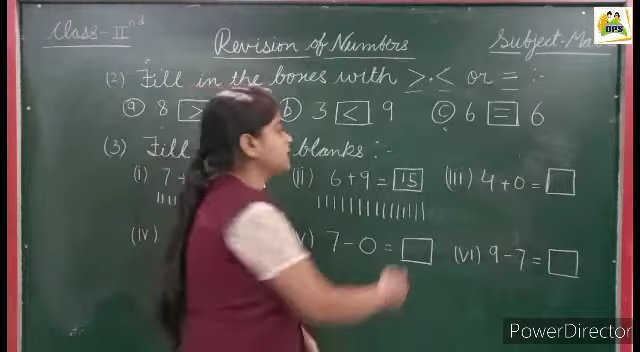 Class-IInd
Revision of Numbers
Subject-
DPS
(2) Fill in the boxes with >, < or = :-
(a) 8 > (b) 3 < 9 (c) 6 = 6
(3) Fill blanks :-
(i) 7+ (ii) 6+9= 15 (iii) 4+0=
(iv) 7-0= (vi) 9-7=
PowerDirector